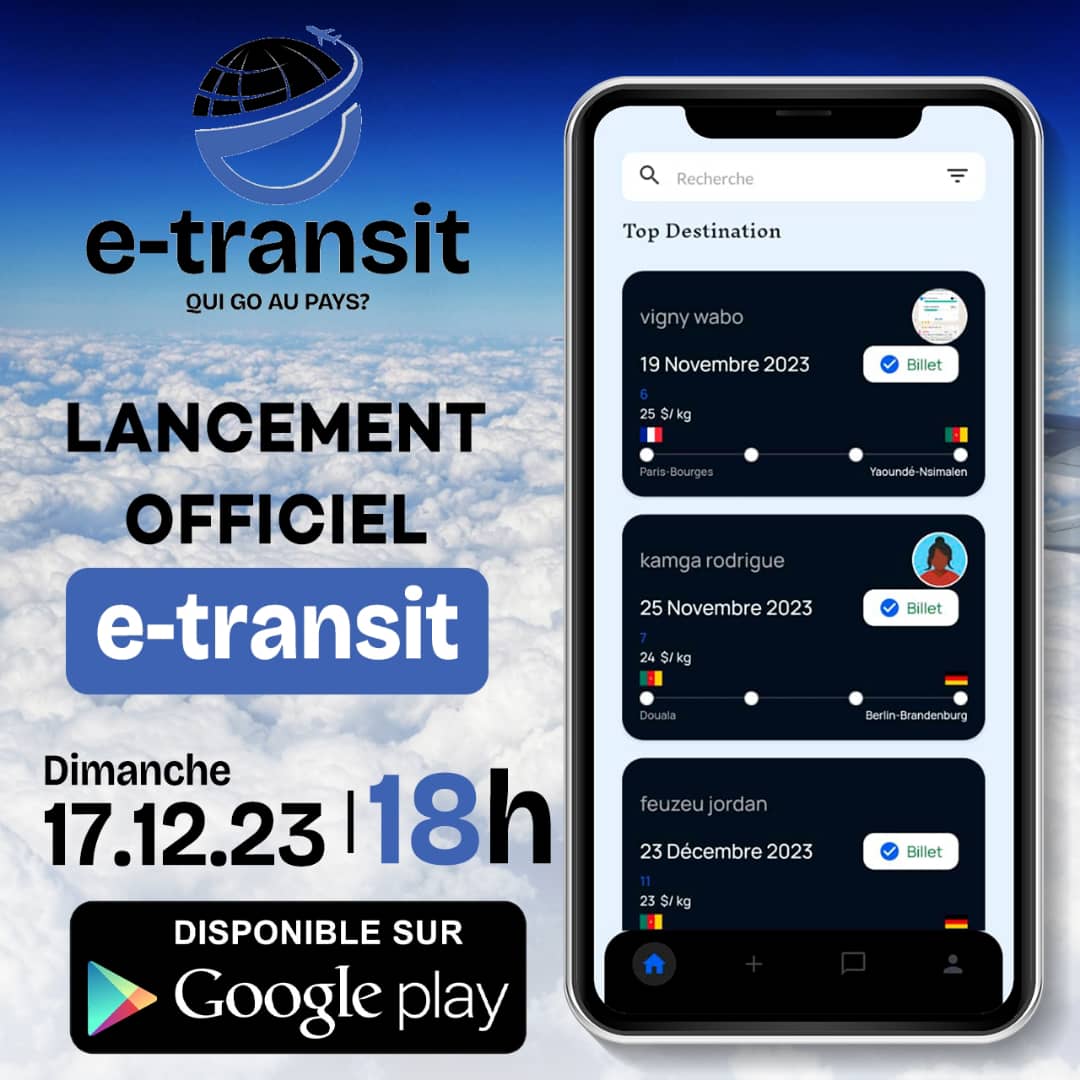 e-transit
QUI GO AU PAYS?
LANCEMENT
OFFICIEL
e-transit
Dimanche
17.12.23 | 18h
DISPONIBLE SUR
Google play
Recherche
Top Destination
vigny wabo
19 Novembre 2023
Billet
6
25 $/ kg
Paris-Bourges
Yaoundé-Nsimalen
kamga rodrigue
25 Novembre 2023
Billet
7
24 $/ kg
Douala
Berlin-Brandenburg
feuzeu jordan
23 Décembre 2023
Billet
11
23 $/ kg